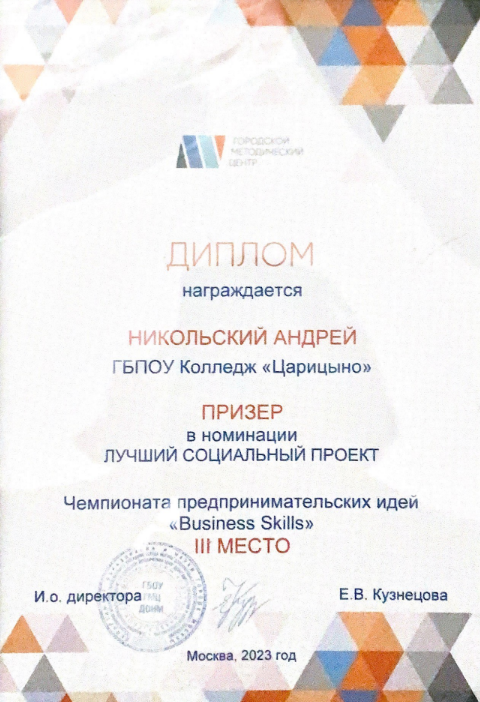 ГОРОДСКОЙ
МЕТОДИЧЕСКИЙ
ЦЕНТР
ДИПЛОМ
награждается
НИКОЛЬСКИЙ АНДРЕЙ
ГБПОУ Колледж «Царицыно»
ПРИЗЕР
в номинации
ЛУЧШИЙ СОЦИАЛЬНЫЙ ПРОЕКТ
Чемпионата предпринимательских идей
«Business Skills»
III МЕСТО
И.о. директора
Е.В. Кузнецова
ГБОУ
ГМЦ
ДОНМ
Москва, 2023 год